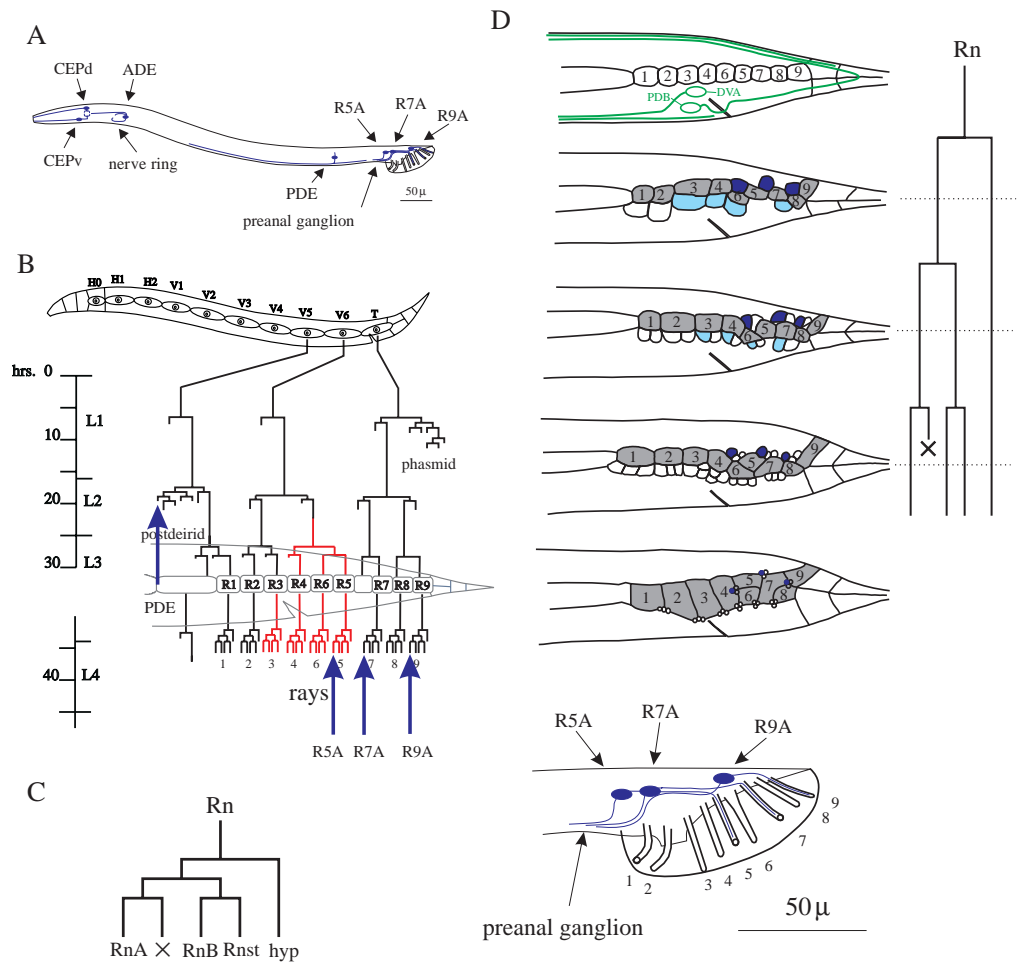 A
CEPd
ADE
R5A
R7A
R9A
CEPv
nerve ring
PDE
preanal ganglion
50 µ
B
H0 H1 H2 V1 V2 V3 V4 V5 V6 T
hrs. 0
L1
10
phasmid
20
L2
postdeirid
L3
30
R1 R2 R3 R4 R6 R5 R7 R8 R9
PDE
1 2 3 4 6 5 7 8 9
40
L4
rays
R5A
R7A
R9A
C
Rn
RnA
RnB
Rnst
hyp
D
Rn
1 2 3 4 6 5 7 8 9
DVA
PDB
1 2 3 4 6 5 7 8 9
1 2 3 4 6 5 7 8 9
1 2 3 4 6 5 7 8 9
1 2 3 4 5 6 7 8 9
R5A
R7A
R9A
1 2 3 4 5 6 7 8 9
50 µ
preanal ganglion